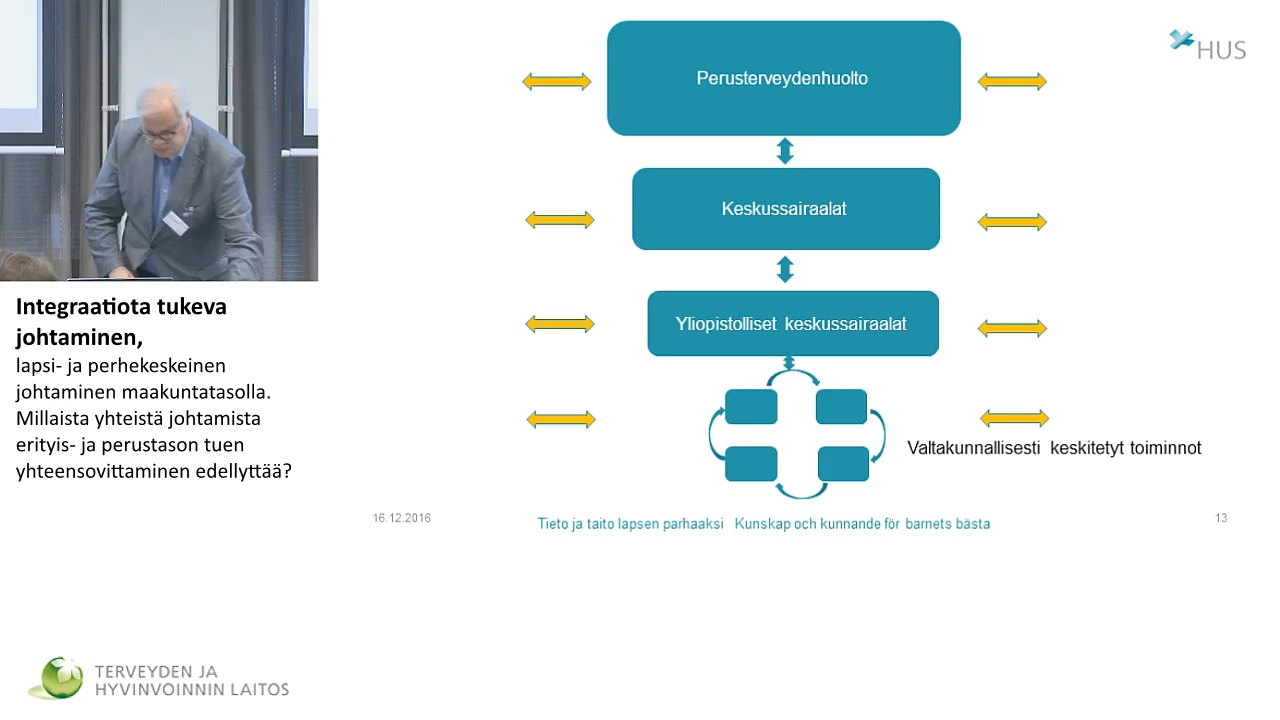 Perusterveydenhuolto
HUS
Keskussairaalat
Yliopistolliset keskussairaalat
Valtakunnallisesti keskitetyt toiminnot
16.12.2016
Tieto ja taito lapsen parhaaksi Kunskap och kunnande för barnets bästa
13
Integraatiota tukeva
johtaminen,
lapsi- ja perhekeskeinen
johtaminen maakuntatasolla.
Millaista yhteistä johtamista
erityis- ja perustason tuen
yhteensovittaminen edellyttää?
TERVEYDEN JA
HYVINVOINNIN LAITOS